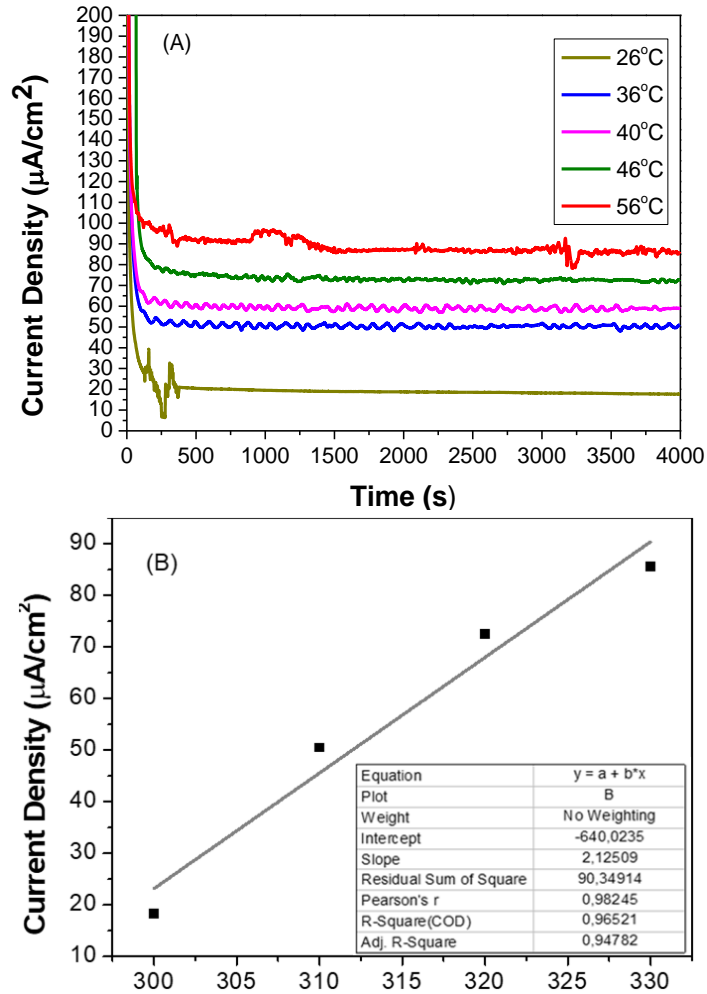 (A)
26°C
36°C
40°C
46°C
56°C
Current Density (µA/cm²)
200
190
180
170
160
150
140
130
120
110
100
90
80
70
60
50
40
30
20
10
0
0 500 1000 1500 2000 2500 3000 3500 4000
Time (s)
(B)
Current Density (µA/cm²)
90
80
70
60
50
40
30
20
10
Equation y = a + b*x
Plot B
Weight No Weighting
Intercept -640,0235
Slope 2,12509
Residual Sum of Square 90,34914
Pearson's r 0,98245
R-Square(COD) 0,96521
Adj. R-Square 0,94782
300 305 310 315 320 325 330